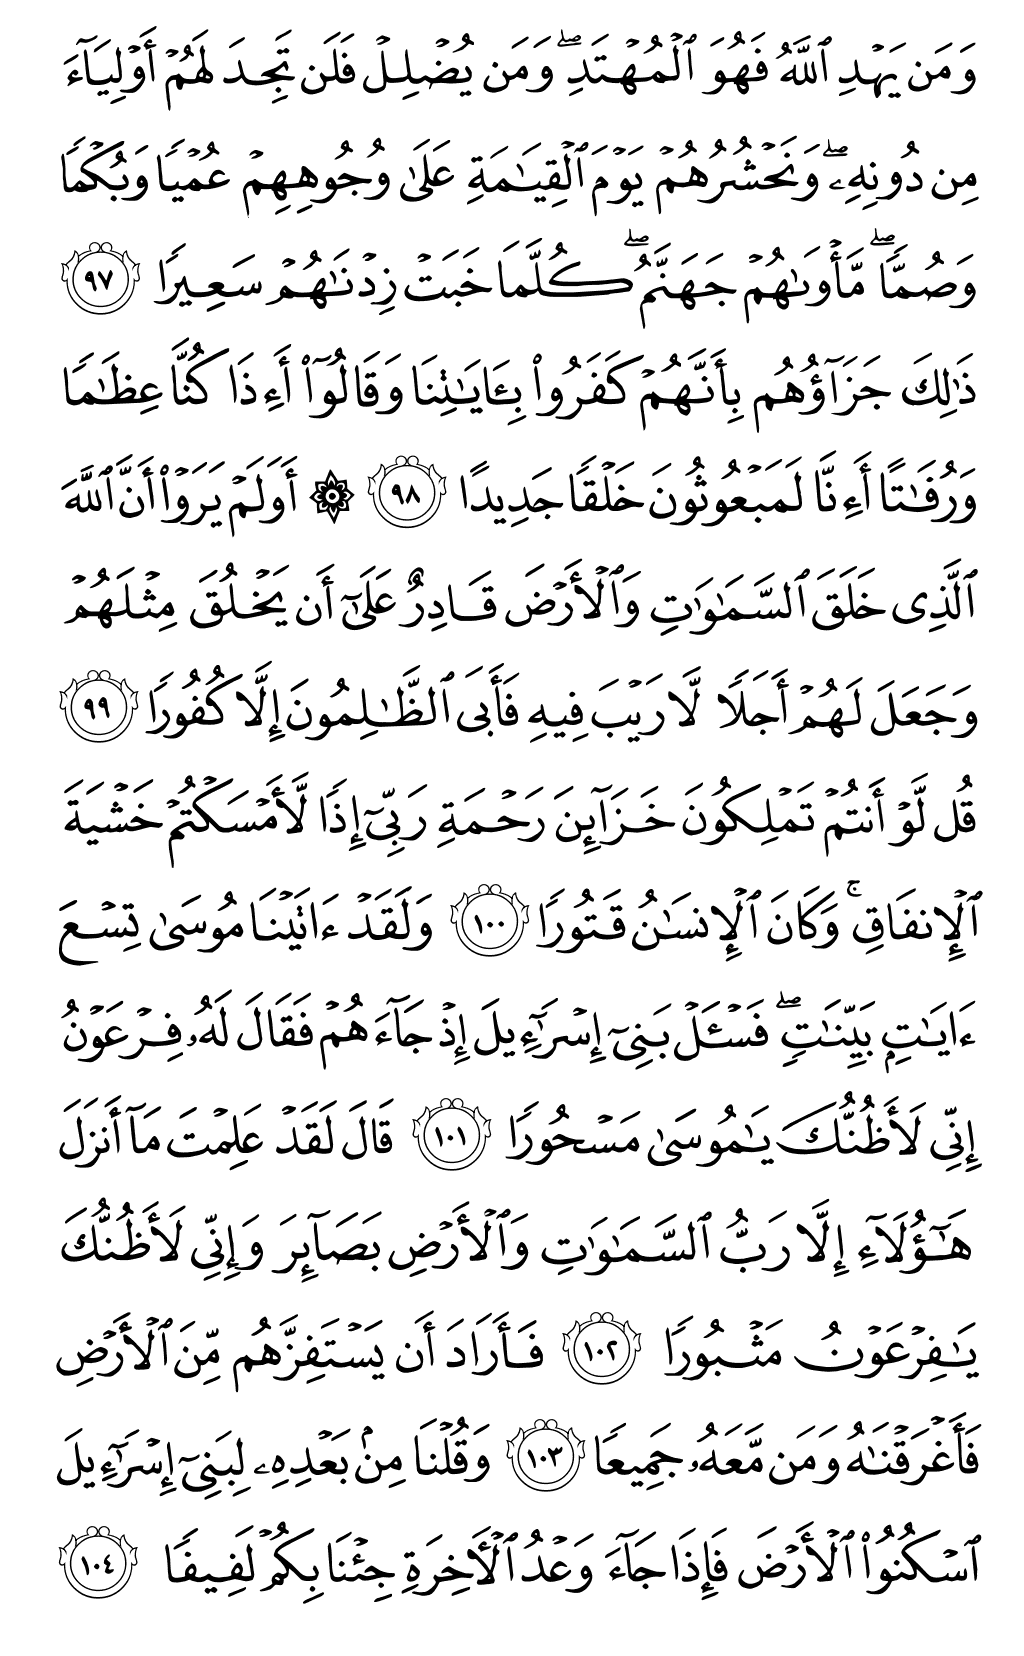 وَمَن يَهْدِ ٱللَّهُ فَهُوَ ٱلْمُهْتَدِ ۖ وَمَن يُضْلِلْ فَلَن تَجِدَ لَهُمْ أَوْلِيَآءَ
مِن دُونِهِۦ ۖ وَنَحْشُرُهُمْ يَوْمَ ٱلْقِيَـٰمَةِ عَلَىٰ وُجُوهِهِمْ عُمْيًا وَبُكْمًا
وَصُمًّا ۖ مَّأْوَىٰهُمْ جَهَنَّمُ ۖ كُلَّمَا خَبَتْ زِدْنَـٰهُمْ سَعِيرًا ٩٧
ذَٰلِكَ جَزَآؤُهُم بِأَنَّهُمْ كَفَرُوا۟ بِـَٔايَـٰتِنَا وَقَالُوٓا۟ أَءِذَا كُنَّا عِظَـٰمًا
وَرُفَـٰتًا أَءِنَّا لَمَبْعُوثُونَ خَلْقًا جَدِيدًا ٩٨ ۞ أَوَلَمْ يَرَوْا۟ أَنَّ ٱللَّهَ
ٱلَّذِى خَلَقَ ٱلسَّمَـٰوَٰتِ وَٱلْأَرْضَ قَادِرٌ عَلَىٰٓ أَن يَخْلُقَ مِثْلَهُمْ
وَجَعَلَ لَهُمْ أَجَلًا لَّا رَيْبَ فِيهِ فَأَبَى ٱلظَّـٰلِمُونَ إِلَّا كُفُورًا ٩٩
قُل لَّوْ أَنتُمْ تَمْلِكُونَ خَزَآئِنَ رَحْمَةِ رَبِّىٓ إِذًا لَّأَمْسَكْتُمْ خَشْيَةَ
ٱلْإِنفَاقِ ۚ وَكَانَ ٱلْإِنسَـٰنُ قَتُورًا ١٠٠ وَلَقَدْ ءَاتَيْنَا مُوسَىٰ تِسْعَ
ءَايَـٰتٍۭ بَيِّنَـٰتٍ ۖ فَسْـَٔلْ بَنِىٓ إِسْرَٰٓءِيلَ إِذْ جَآءَهُمْ فَقَالَ لَهُۥ فِرْعَوْنُ
إِنِّى لَأَظُنُّكَ يَـٰمُوسَىٰ مَسْحُورًا ١٠١ قَالَ لَقَدْ عَلِمْتَ مَآ أَنزَلَ
هَـٰٓؤُلَآءِ إِلَّا رَبُّ ٱلسَّمَـٰوَٰتِ وَٱلْأَرْضِ بَصَآئِرَ وَإِنِّى لَأَظُنُّكَ
يَـٰفِرْعَوْنُ مَثْبُورًا ١٠٢ فَأَرَادَ أَن يَسْتَفِزَّهُم مِّنَ ٱلْأَرْضِ
فَأَغْرَقْنَـٰهُ وَمَن مَّعَهُۥ جَمِيعًا ١٠٣ وَقُلْنَا مِنۢ بَعْدِهِۦ لِبَنِىٓ إِسْرَٰٓءِيلَ
ٱسْكُنُوا۟ ٱلْأَرْضَ فَإِذَا جَآءَ وَعْدُ ٱلْـَٔاخِرَةِ جِئْنَا بِكُمْ لَفِيفًا ١٠٤